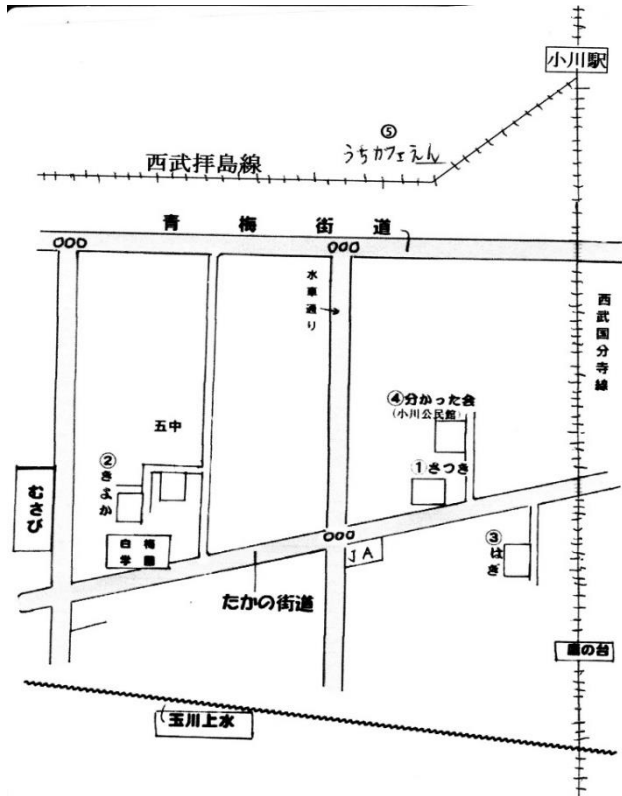 小川駅
⑤
うちカフェえん
西武拝島線
青梅街道
水車通り
西武国分寺線
④分かった会
(小川公民館)
五中
①さつき
②きよか
むさび
白梅
学園
JA
③はぎ
たかの街道
鷹の台
玉川上水